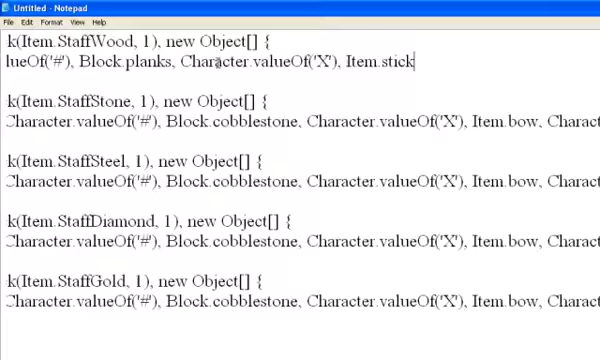 Untitled - Notepad
File Edit Format View Help
k(Item.StaffWood, 1), new Object[] {
lueOf('#'), Block.planks, Character.valueOf('X'), Item.stick
k(Item.StaffStone, 1), new Object[] {
Character.valueOf('#'), Block.cobblestone, Character.valueOf('X'), Item.bow, Charact
k(Item.StaffSteel, 1), new Object[] {
Character.valueOf('#'), Block.cobblestone, Character.valueOf('X'), Item.bow, Charact
k(Item.StaffDiamond, 1), new Object[] {
Character.valueOf('#'), Block.cobblestone, Character.valueOf('X'), Item.bow, Charact
k(Item.StaffGold, 1), new Object[] {
Character.valueOf('#'), Block.cobblestone, Character.valueOf('X'), Item.bow, Charact